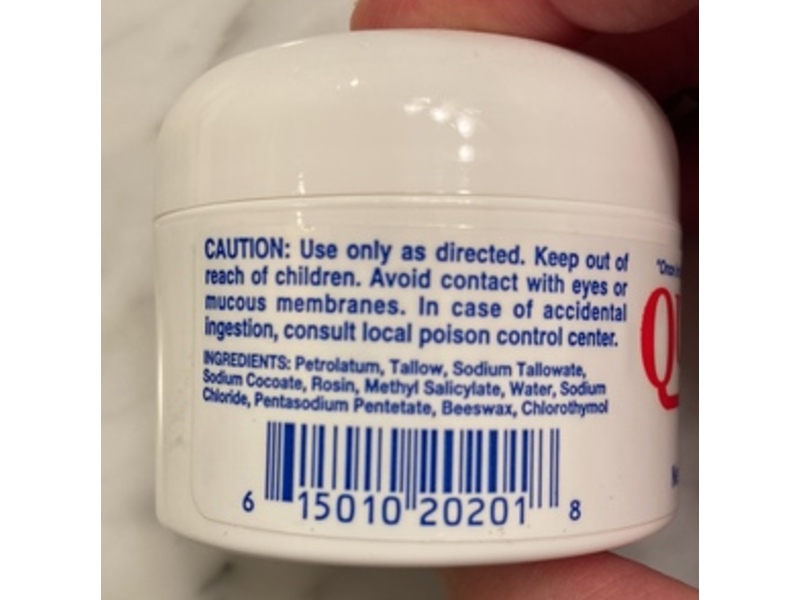 CAUTION: Use only as directed. Keep out of
reach of children. Avoid contact with eyes or
mucous membranes. In case of accidental
ingestion, consult local poison control center.
INGREDIENTS: Petrolatum, Tallow, Sodium Tallowate,
Sodium Cocoate, Rosin, Methyl Salicylate, Water, Sodium
Chloride, Pentasodium Pentetate, Beeswax, Chlorothymol
6 15010 20201 8